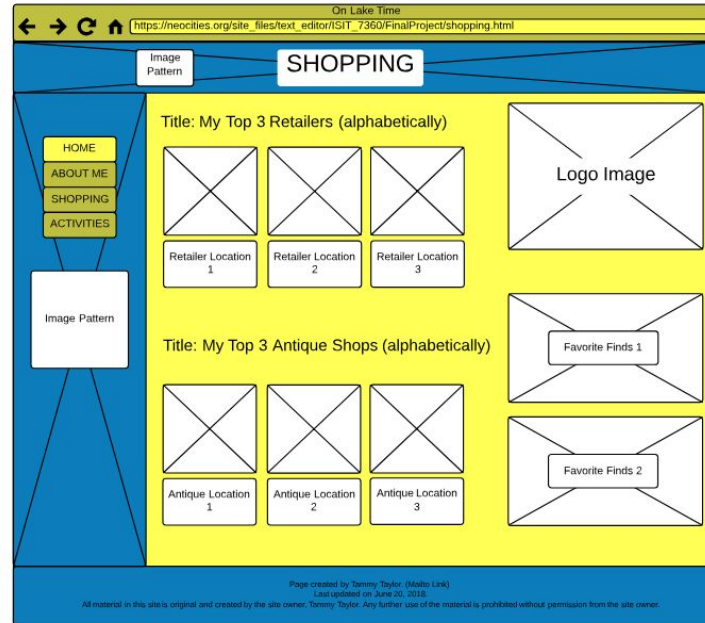 On Lake Time
https://neocities.org/site_files/text_editor/ISIT_7360/FinalProject/shopping.html
Image
Pattern
SHOPPING
HOME
ABOUT ME
SHOPPING
ACTIVITIES
Image Pattern
Title: My Top 3 Retailers (alphabetically)
Retailer Location
1
Retailer Location
2
Retailer Location
3
Title: My Top 3 Antique Shops (alphabetically)
Antique Location
1
Antique Location
2
Antique Location
3
Logo Image
Favorite Finds 1
Favorite Finds 2
Page created by Tammy Taylor. (Mailto Link)
Last updated on June 20, 2018.
All material in this site is original and created by the site owner, Tammy Taylor. Any further use of the material is prohibited without permission from the site owner.